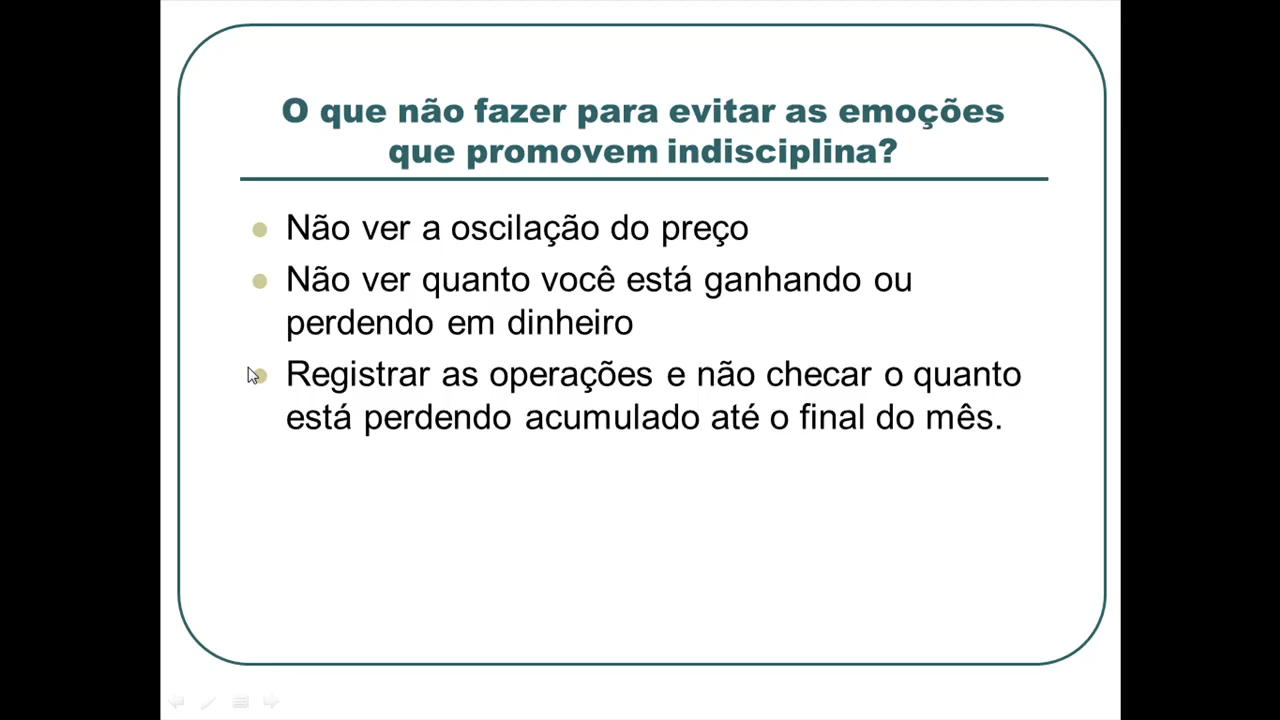 O que não fazer para evitar as emoções
que promovem indisciplina?
Não ver a oscilação do preço
Não ver quanto você está ganhando ou
perdendo em dinheiro
Registrar as operações e não checar o quanto
está perdendo acumulado até o final do mês.